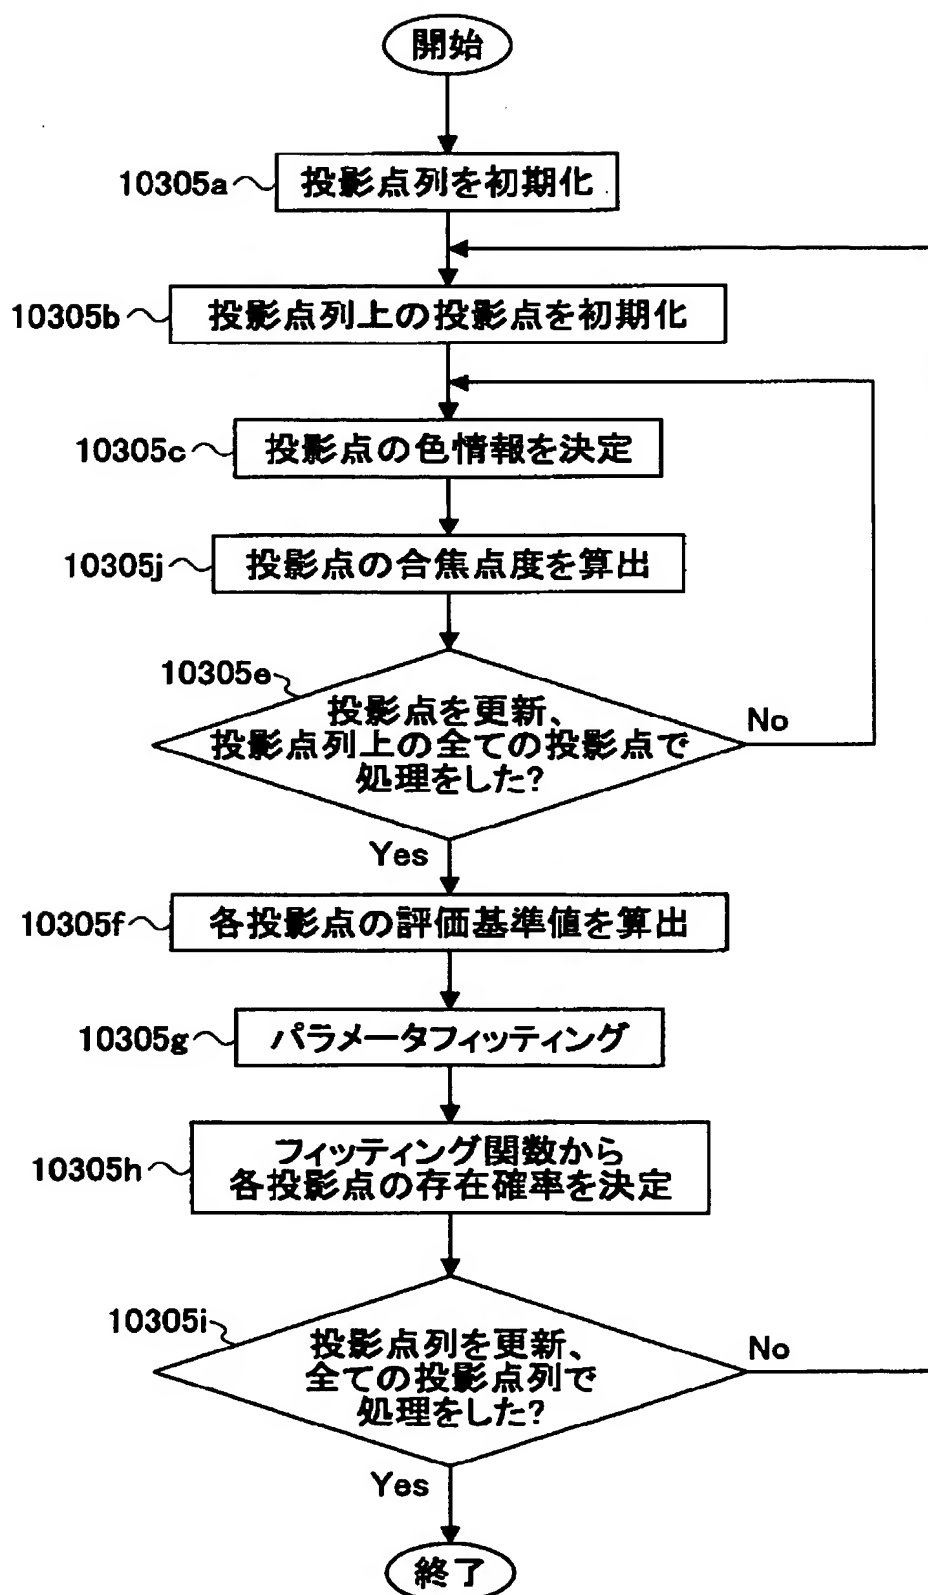 開始
10305a
投影点列を初期化
10305b
投影点列上の投影点を初期化
10305c
投影点の色情報を決定
10305j
投影点の合焦点度を算出
10305e
投影点を更新、
投影点列上の全ての投影点で
処理をした?
No
Yes
10305f
各投影点の評価基準値を算出
10305g
パラメータフィッティング
10305h
フィッティング関数から
各投影点の存在確率を決定
10305i
投影点列を更新、
全ての投影点列で
処理をした?
No
Yes
終了